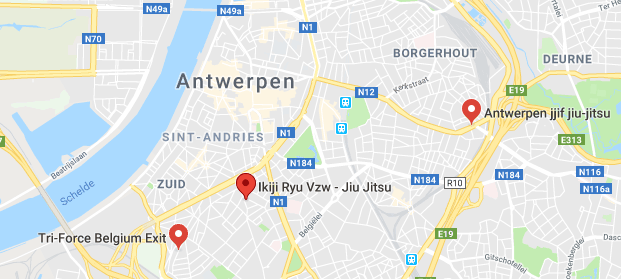 N49a
N49a
N1
N70
BORGERHOUT
DEURNE
Antwerpen
Kerkstraat
N12
E19
Antwerpen jjif jiu-jitsu
SINT-ANDRIES
N1
E313
Beatrijslaan
N184
ZUID
Ikiji Ryu Vzw - Jiu Jitsu
N184
R10
N184
N116
N116a
Schelde
N1
Belgiëlei
Tri-Force Belgium Exit
E19
Gitschotellei